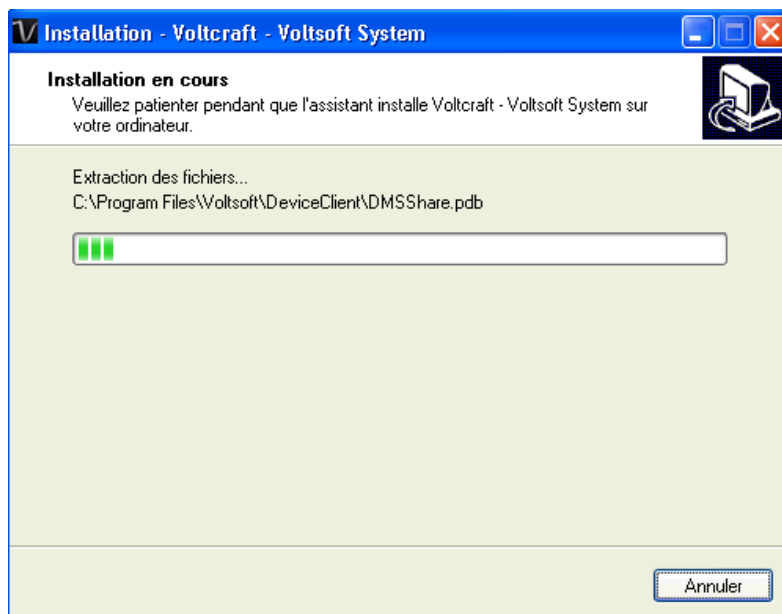 Installation - Voltcraft - Voltsoft System
Installation en cours
Veuillez patienter pendant que l'assistant installe Voltcraft - Voltsoft System sur
votre ordinateur.
Extraction des fichiers...
C:\Program Files\Voltsoft\DeviceClient\DMSShare.pdb
Annuler